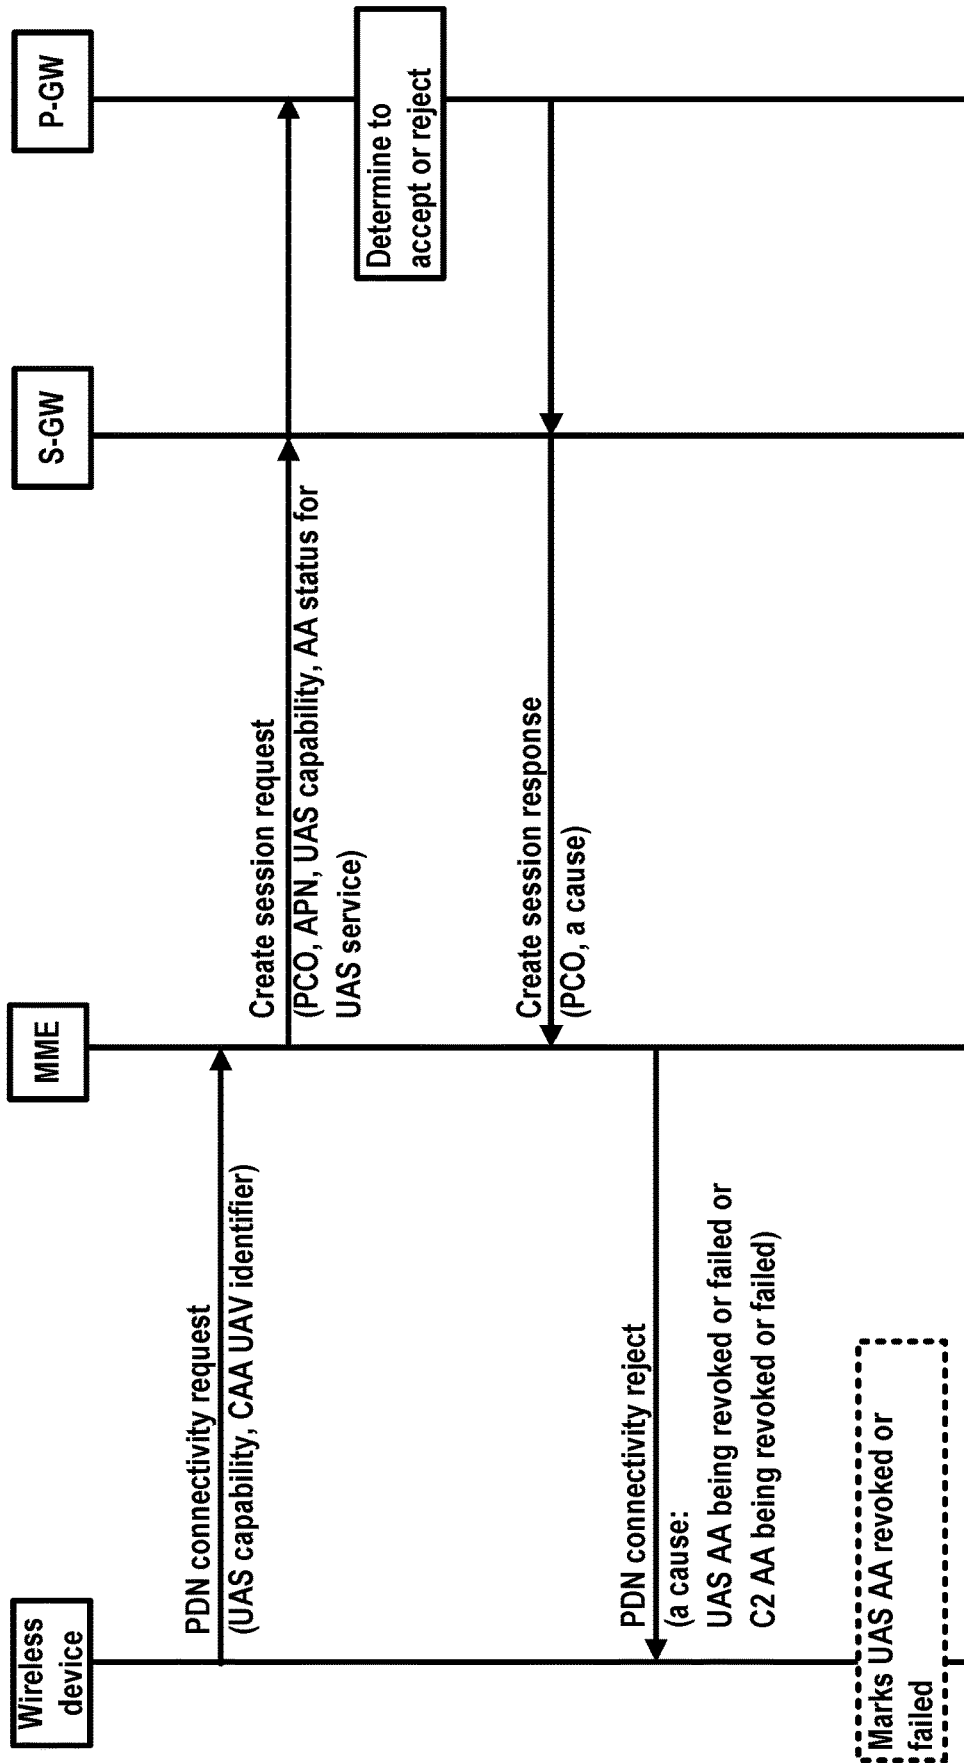 Wireless
device
MME
S-GW
P-GW
PDN connectivity request
(UAS capability, CAA UAV identifier)
Create session request
(PCO, APN, UAS capability, AA status for
UAS service)
Determine to
accept or reject
Create session response
(PCO, a cause)
PDN connectivity reject
(a cause:
UAS AA being revoked or failed or
C2 AA being revoked or failed)
Marks UAS AA revoked or
failed